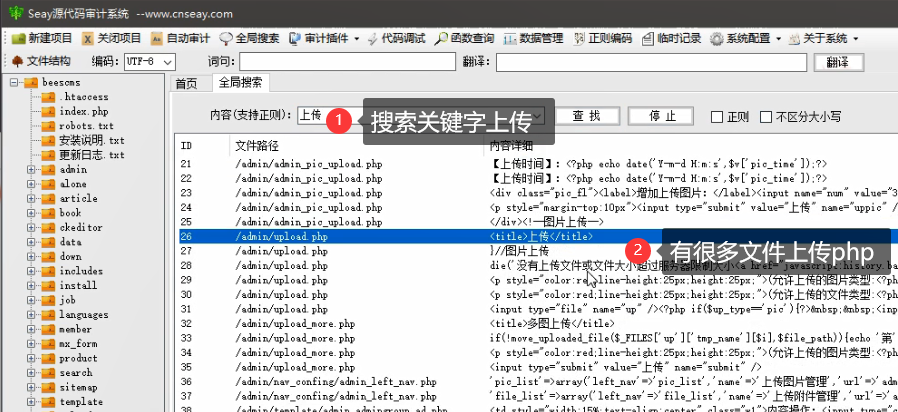 Seay源代码审计系统 --www.cnseay.com
新建项目 关闭项目 自动审计 全局搜索 审计插件 代码调试 函数查询 数据管理 正则编码 临时记录 系统配置 关于系统
文件结构 编码: UTF-8 词句: 翻译: 翻译
beescms
.htaccess
index.php
robots.txt
安装说明.txt
更新日志.txt
admin
alone
article
book
ckeditor
data
down
includes
install
job
languages
member
mx_form
product
search
sitemap
template
首页 全局搜索
内容(支持正则): 上传 查 找 停 止 正则 不区分大小写
1 搜索关键字上传
ID 文件路径 内容详细
21 /admin/admin_pic_upload.php 【上传时间】: <?php echo date('Y-m-d H:m:s',$v['pic_time']);?>
22 /admin/admin_pic_upload.php 【上传时间】: <?php echo date('Y-m-d H:m:s',$v['pic_time']);?>
23 /admin/admin_pic_upload.php <div class="pic_fl"><label>增加上传图片: </label><input name="num" value="3
24 /admin/admin_pic_upload.php <p style="margin-top:10px"><input type="submit" value="上传" name="uppic" /
25 /admin/admin_pic_upload.php </div><!--图片上传-->
26 /admin/upload.php <title>上传</title>
2 有很多文件上传php
27 /admin/upload.php }//图片上传
28 /admin/upload.php die('没有上传文件或文件大小超过服务器限制大小<a href="javascript:history.ba
29 /admin/upload.php <p style="color:red;line-height:25px;height:25px;">(允许上传的图片类型:<?ph
30 /admin/upload.php <p style="color:red;line-height:25px;height:25px;">(允许上传的文件类型:<?ph
31 /admin/upload.php <input type="file" name="up" /><?php if($up_type=='pic'){?>&nbsp;&nbsp;<in
32 /admin/upload_more.php <title>多图上传</title>
33 /admin/upload_more.php if(!move_uploaded_file($_FILES['up']['tmp_name'][$i],$file_path)){echo '第'
34 /admin/upload_more.php <p style="color:red;line-height:25px;height:25px;">(允许上传的图片类型:<?ph
35 /admin/upload_more.php <input type="submit" value="上传" name="submit" />
36 /admin/nav_confing/admin_left_nav.php 'pic_list'=>array('left_nav'=>'pic_list','name'=>'上传图片管理','url'=>'adm
37 /admin/nav_confing/admin_left_nav.php 'file_list'=>array('left_nav'=>'file_list','name'=>'上传附件管理','url'=>'a
38 /admin/template/admin_admingroup_ad.php <td style="width:15%;text-align:center" class="x1">内容操作: <input type="c